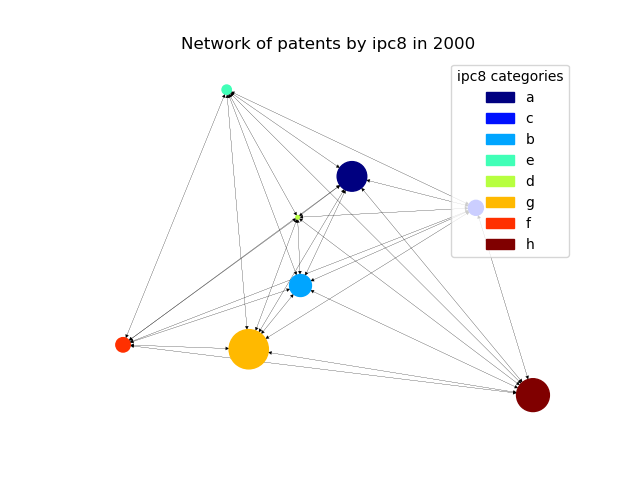 Network of patents by ipc8 in 2000
ipc8 categories
a
c
b
e
d
g
f
h